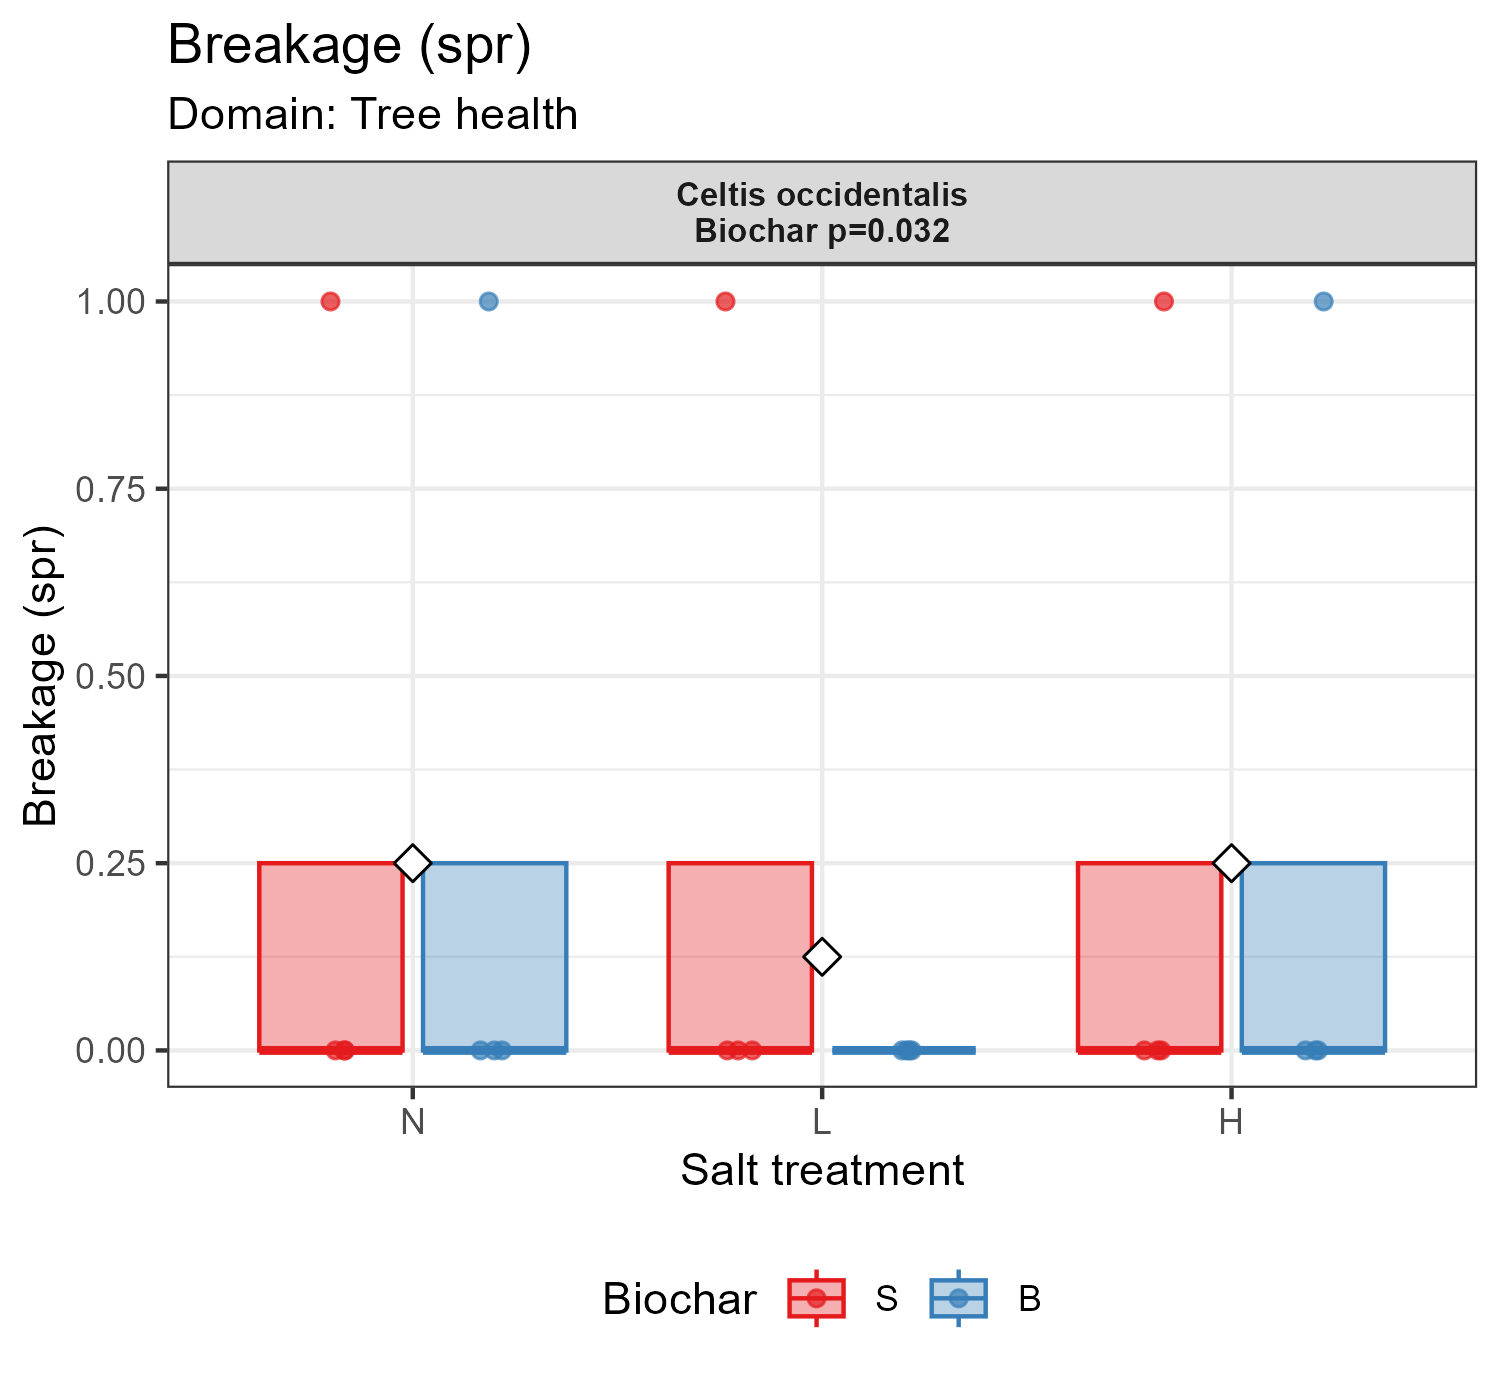 Breakage (spr)
Domain: Tree health
Celtis occidentalis
Biochar p=0.032
Breakage (spr)
1.00
0.75
0.50
0.25
0.00
N L H
Salt treatment
Biochar S B